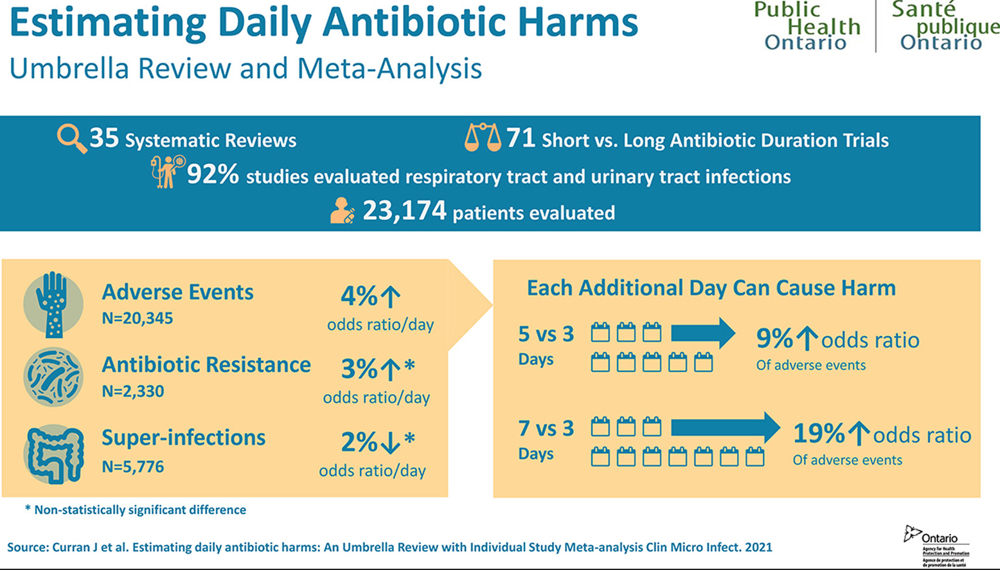 Estimating Daily Antibiotic Harms
Umbrella Review and Meta-Analysis
Public
Health
Ontario
Santé
publique
Ontario
35 Systematic Reviews
71 Short vs. Long Antibiotic Duration Trials
92% studies evaluated respiratory tract and urinary tract infections
23,174 patients evaluated
Adverse Events
N=20,345
4%↑
odds ratio/day
Antibiotic Resistance
N=2,330
3%↑*
odds ratio/day
Super-infections
N=5,776
2%↓*
odds ratio/day
* Non-statistically significant difference
Each Additional Day Can Cause Harm
5 vs 3
Days
9%↑odds ratio
Of adverse events
7 vs 3
Days
19%↑odds ratio
Of adverse events
Source: Curran J et al. Estimating daily antibiotic harms: An Umbrella Review with Individual Study Meta-analysis Clin Micro Infect. 2021
Ontario
Agency for Health
Protection and Promotion
Agence de protection et
de promotion de la santé